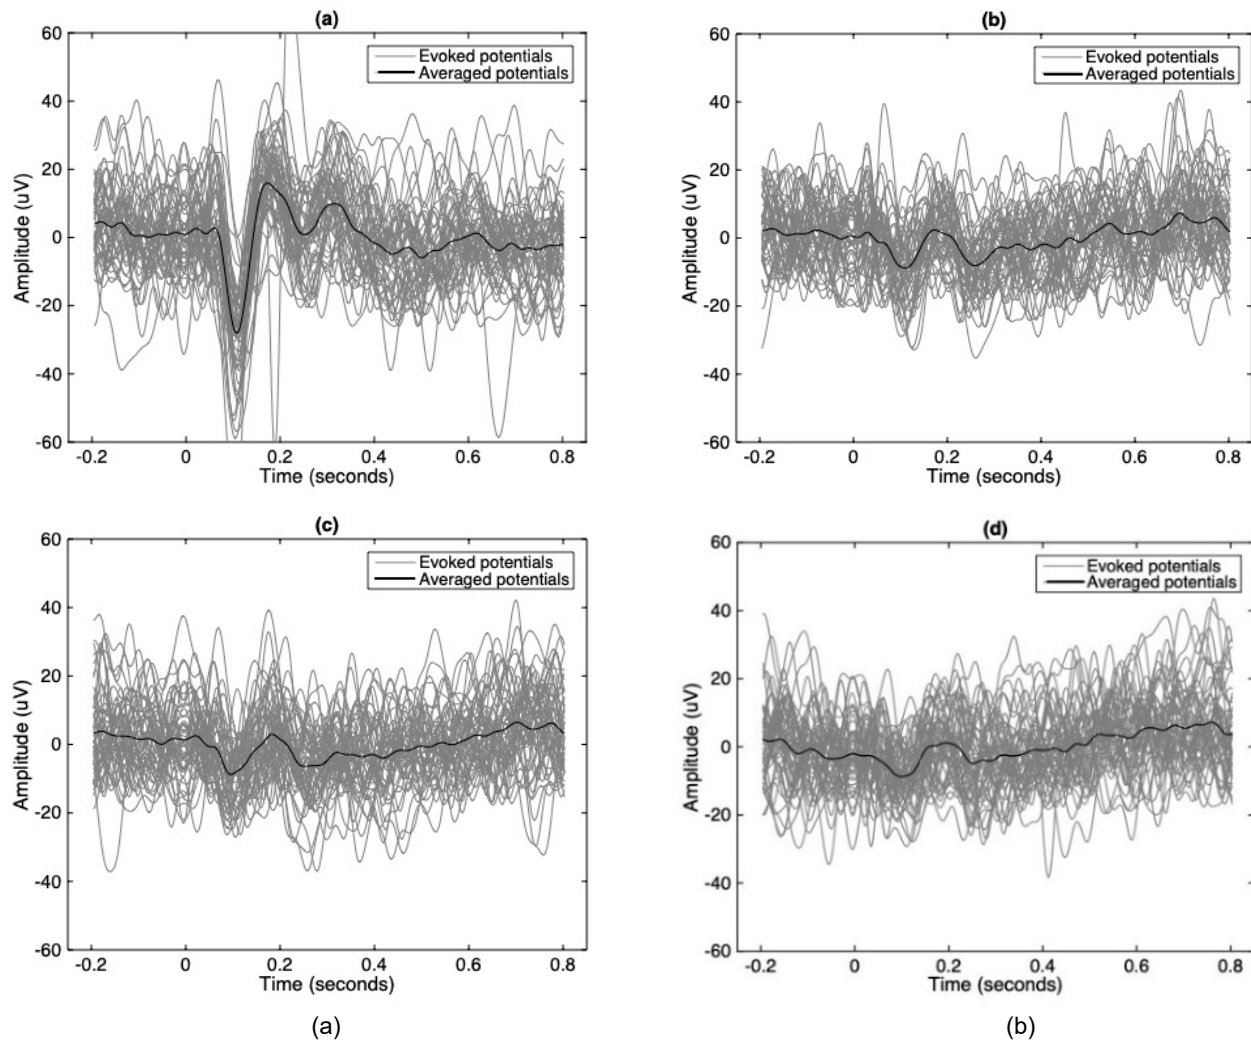 (a)
60
40
20
0
-20
-40
-60
Amplitude (uV)
Evoked potentials
Averaged potentials
-0.2 0 0.2 0.4 0.6 0.8
Time (seconds)
(b)
60
40
20
0
-20
-40
-60
Amplitude (uV)
Evoked potentials
Averaged potentials
-0.2 0 0.2 0.4 0.6 0.8
Time (seconds)
(c)
60
40
20
0
-20
-40
-60
Amplitude (uV)
Evoked potentials
Averaged potentials
-0.2 0 0.2 0.4 0.6 0.8
Time (seconds)
(d)
60
40
20
0
-20
-40
-60
Amplitude (uV)
Evoked potentials
Averaged potentials
-0.2 0 0.2 0.4 0.6 0.8
Time (seconds)
(a)
(b)